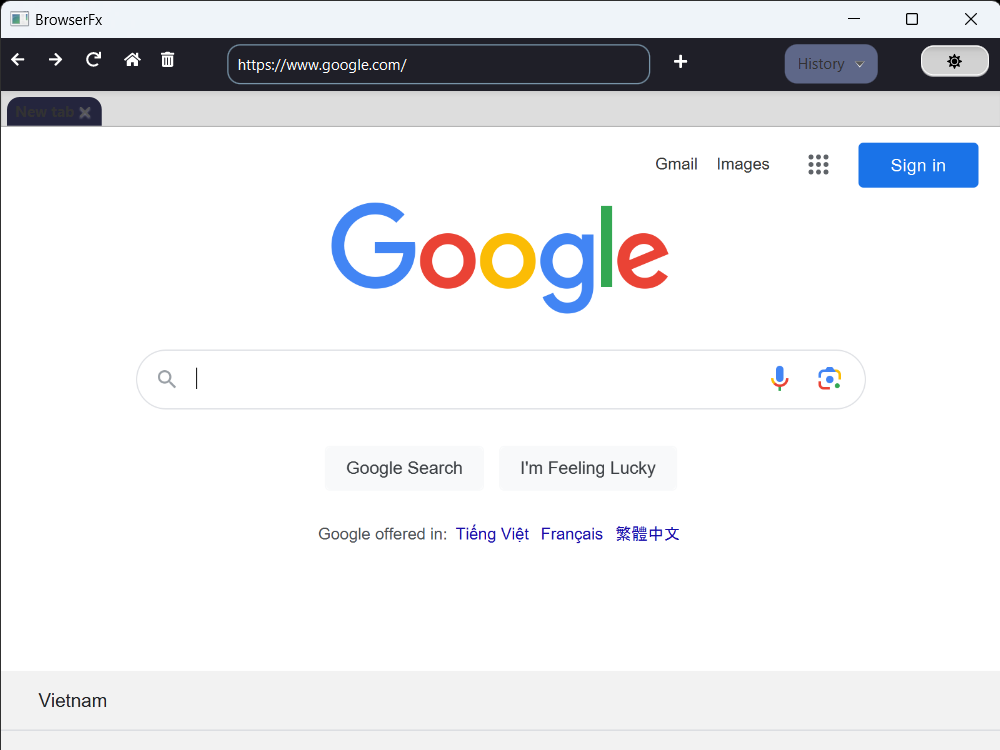 BrowserFx
https://www.google.com/
History
New tab
Gmail Images
Sign in
Google
Google Search
I'm Feeling Lucky
Google offered in: Tiếng Việt Français 繁體中文
Vietnam